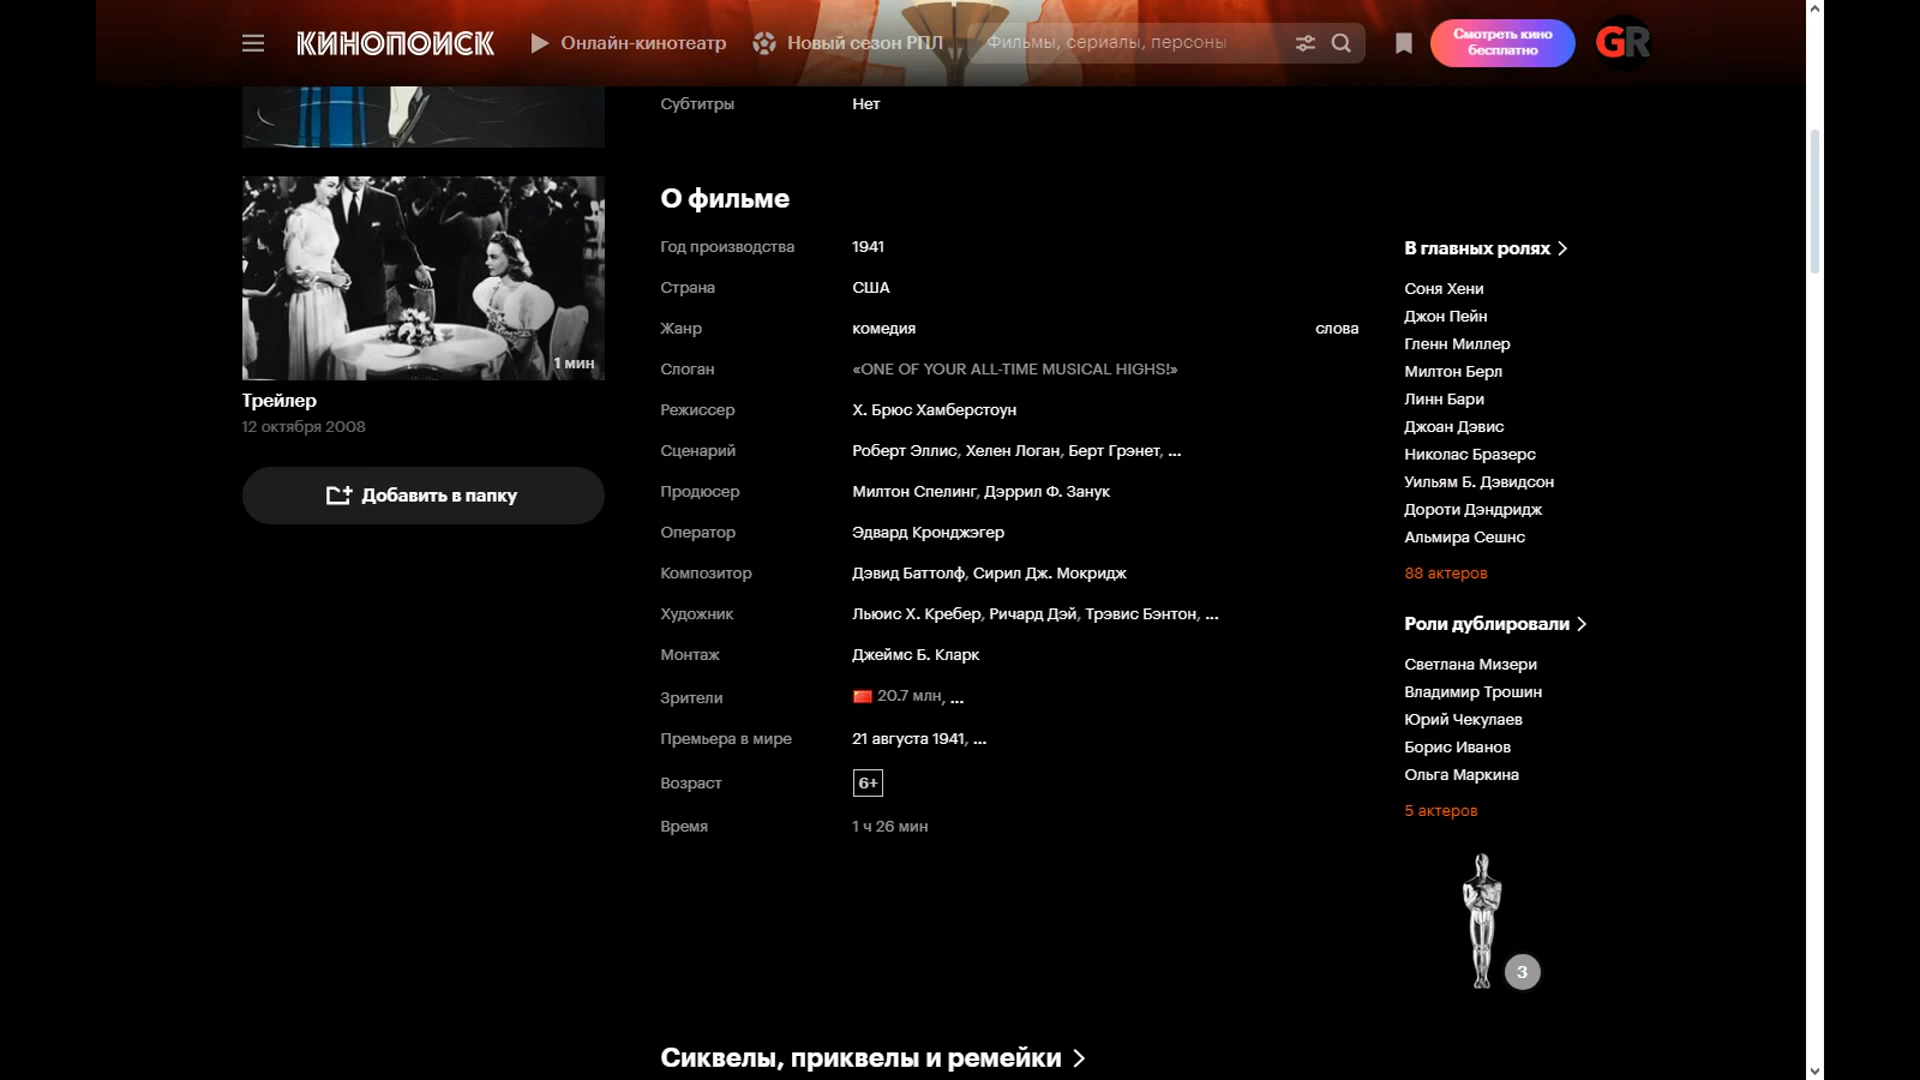 КИНОПОИСК
Онлайн-кинотеатр
Новый сезон РПЛ
Фильмы, сериалы, персоны
Смотреть кино
бесплатно
GR
Субтитры Нет
1 мин
Трейлер
12 октября 2008
Добавить в папку
О фильме
Год производства 1941
Страна США
Жанр комедия слова
Слоган «ONE OF YOUR ALL-TIME MUSICAL HIGHS!»
Режиссер Х. Брюс Хамберстоун
Сценарий Роберт Эллис, Хелен Логан, Берт Грэнет, ...
Продюсер Милтон Сперлинг, Дэррил Ф. Занук
Оператор Эдвард Кронджэгер
Композитор Дэвид Баттолф, Сирил Дж. Мокридж
Художник Льюис Х. Кребер, Ричард Дэй, Трэвис Бэнтон, ...
Монтаж Джеймс Б. Кларк
Зрители 20.7 млн, ...
Премьера в мире 21 августа 1941, ...
Возраст 6+
Время 1 ч 26 мин
В главных ролях
Соня Хени
Джон Пейн
Гленн Миллер
Милтон Берл
Линн Бари
Джоан Дэвис
Николас Бразерс
Уильям Б. Дэвидсон
Дороти Дэндридж
Альмира Сешнс
88 актеров
Роли дублировали
Светлана Мизери
Владимир Трошин
Юрий Чекулаев
Борис Иванов
Ольга Маркина
5 актеров
3
Сиквелы, приквелы и ремейки